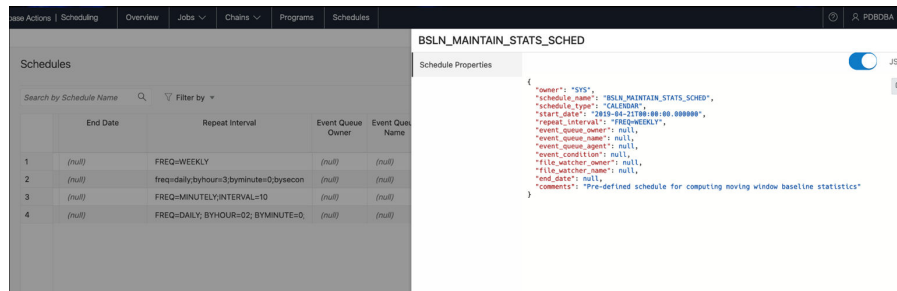 base Actions | Scheduling Overview Jobs Chains Programs Schedules PDBDBA
BSLN_MAINTAIN_STATS_SCHED
Schedules
Schedule Properties
Search by Schedule Name Filter by
End Date Repeat Interval Event Queue Owner Event Queu Name
1 (null) FREQ=WEEKLY (null) (null)
2 (null) freq=daily;byhour=3;byminute=0;bysecon (null) (null)
3 (null) FREQ=MINUTELY;INTERVAL=10 (null) (null)
4 (null) FREQ=DAILY; BYHOUR=02; BYMINUTE=0; (null) (null)
JS
{
"owner": "SYS",
"schedule_name": "BSLN_MAINTAIN_STATS_SCHED",
"schedule_type": "CALENDAR",
"start_date": "2019-04-21T00:00:00.000000",
"repeat_interval": "FREQ=WEEKLY",
"event_queue_owner": null,
"event_queue_name": null,
"event_queue_agent": null,
"event_condition": null,
"file_watcher_owner": null,
"file_watcher_name": null,
"end_date": null,
"comments": "Pre-defined schedule for computing moving window baseline statistics"
}